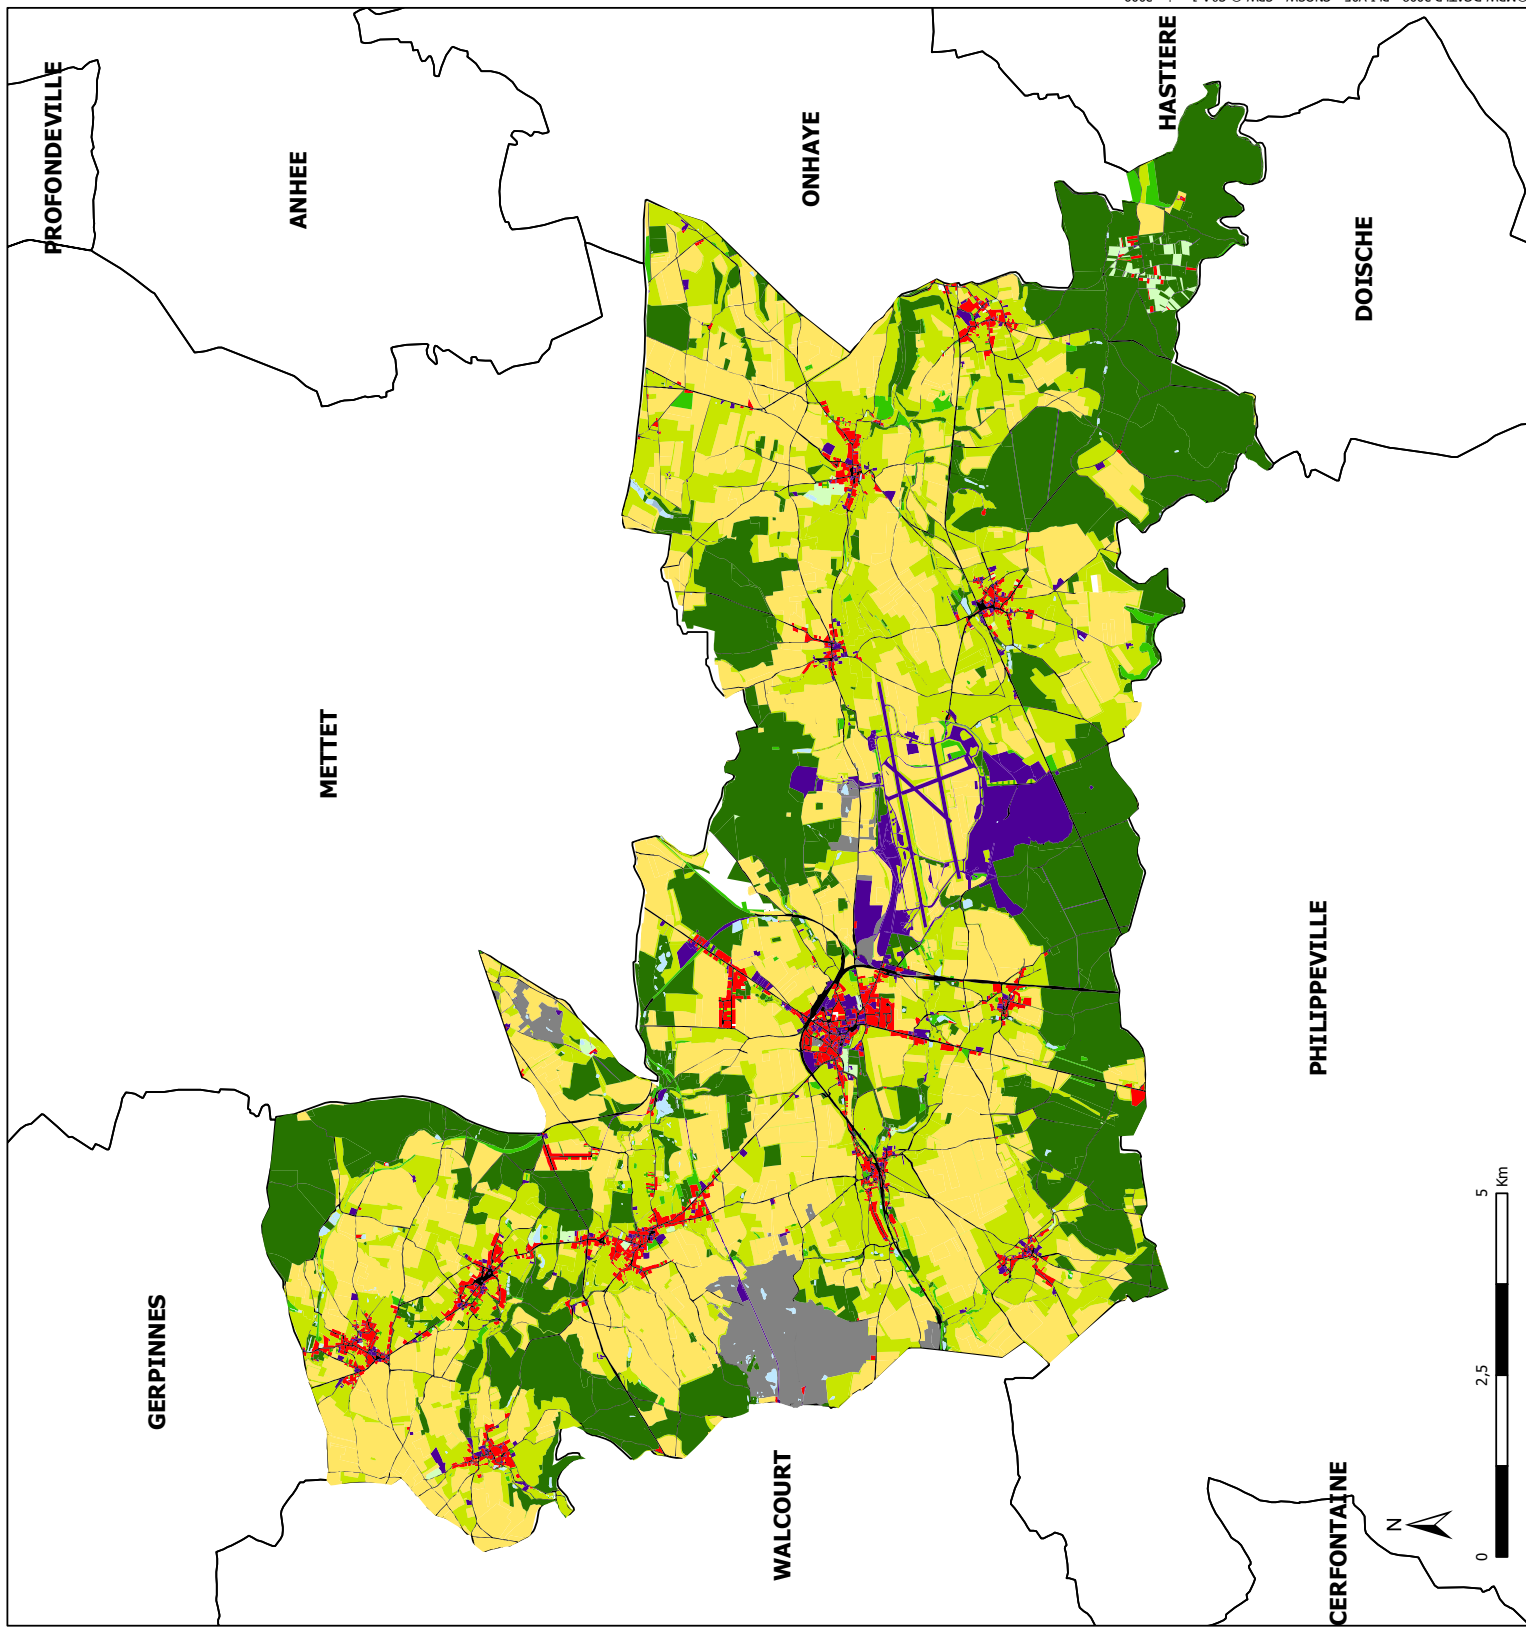 PROFONDEVILLE
ANHEE
ONHAYE
HASTIERE
DOISCHE
METTET
PHILIPPEVILLE
GERPINNES
WALCOURT
CERFONTAINE
N
0 2,5 5
Km